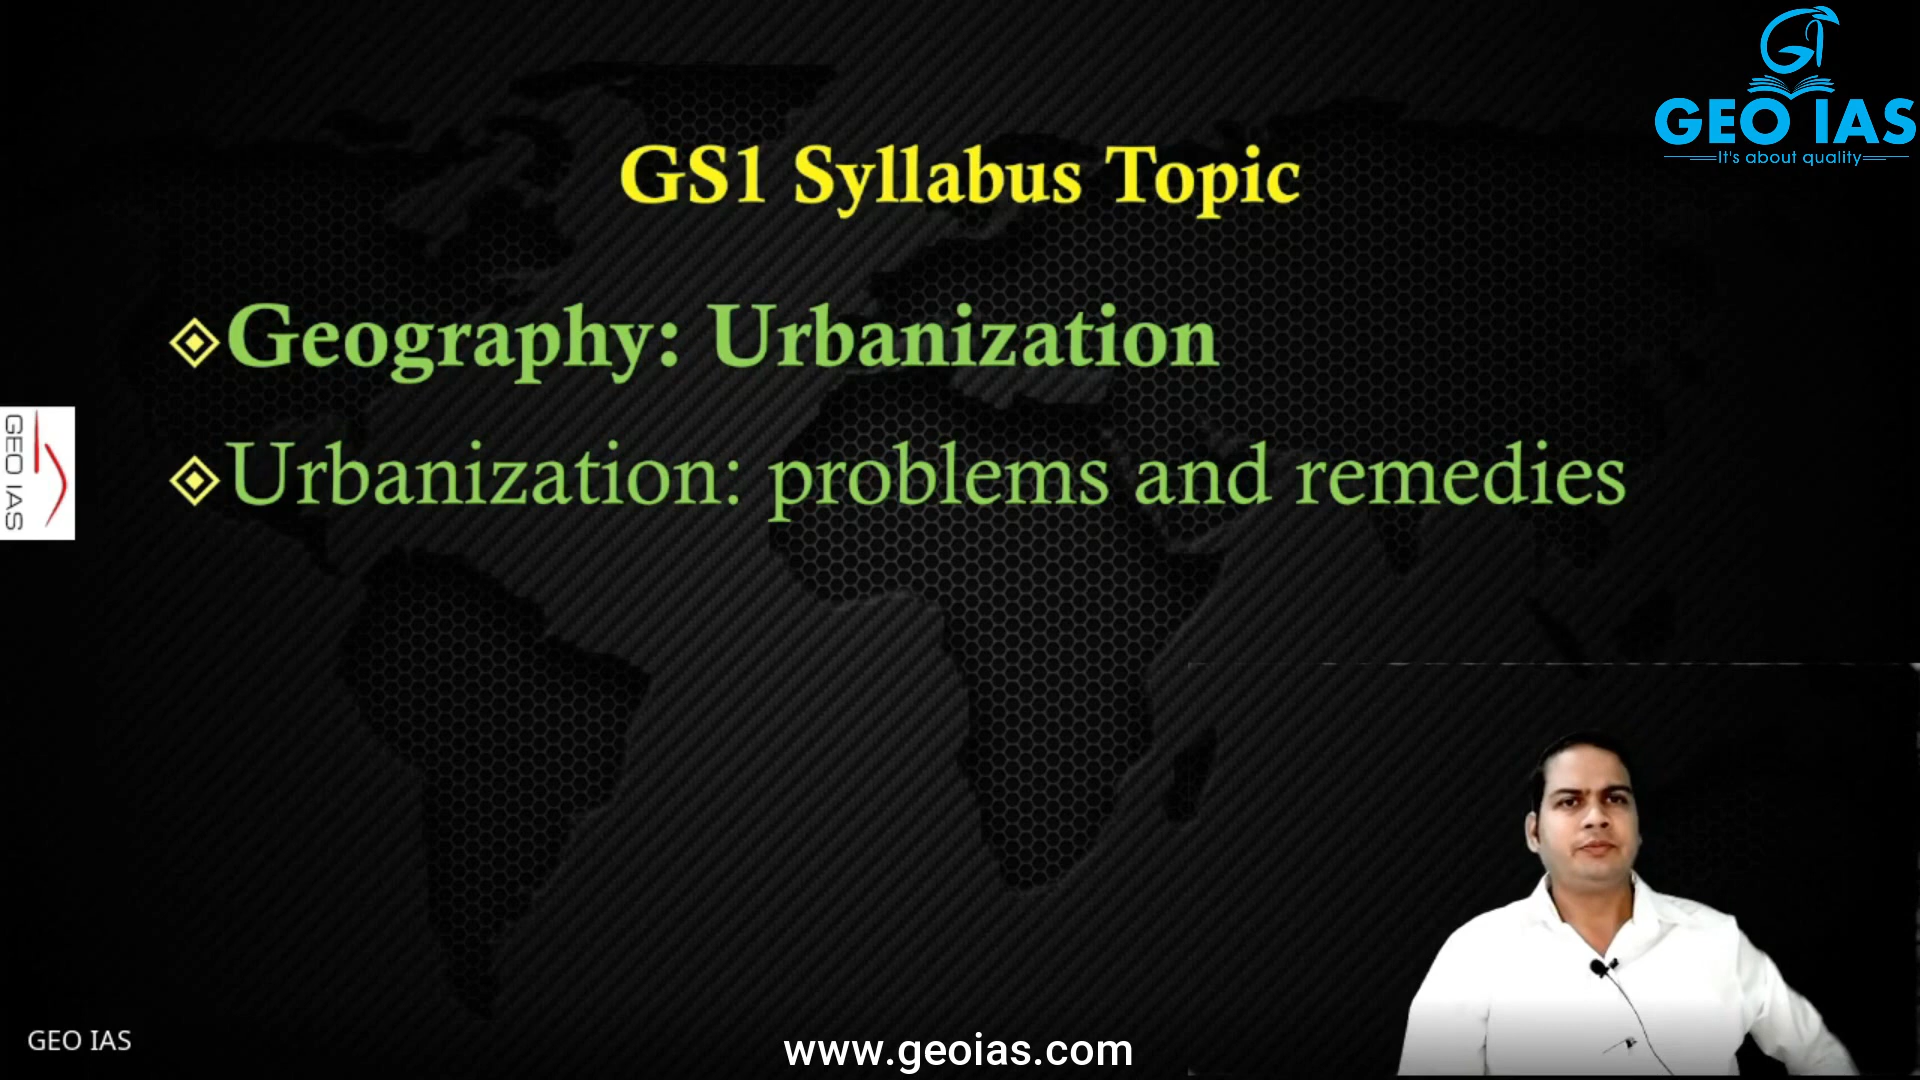 GEO IAS
It's about quality
GS1 Syllabus Topic
Geography: Urbanization
Urbanization: problems and remedies
GEO IAS
GEO IAS
www.geoias.com